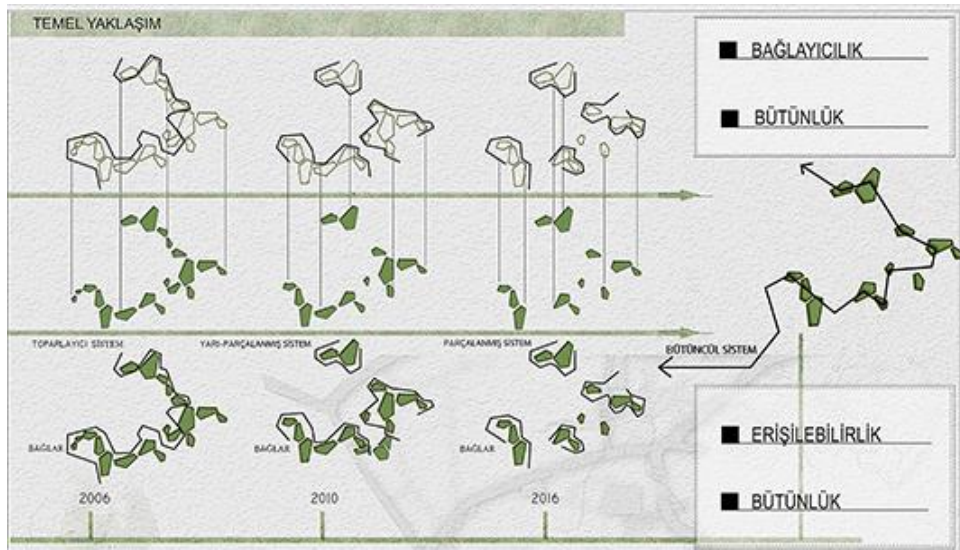 TEMEL YAKLAŞIM
BAĞLAYICILIK
BÜTÜNLÜK
TOPARLAYICI SİSTEM
YARI-PARÇALANMIŞ SİSTEM
PARÇALANMIŞ SİSTEM
BÜTÜNCÜL SİSTEM
BAĞLAR
BAĞLAR
BAĞLAR
ERİŞİLEBİLİRLİK
BÜTÜNLÜK
2006
2010
2016